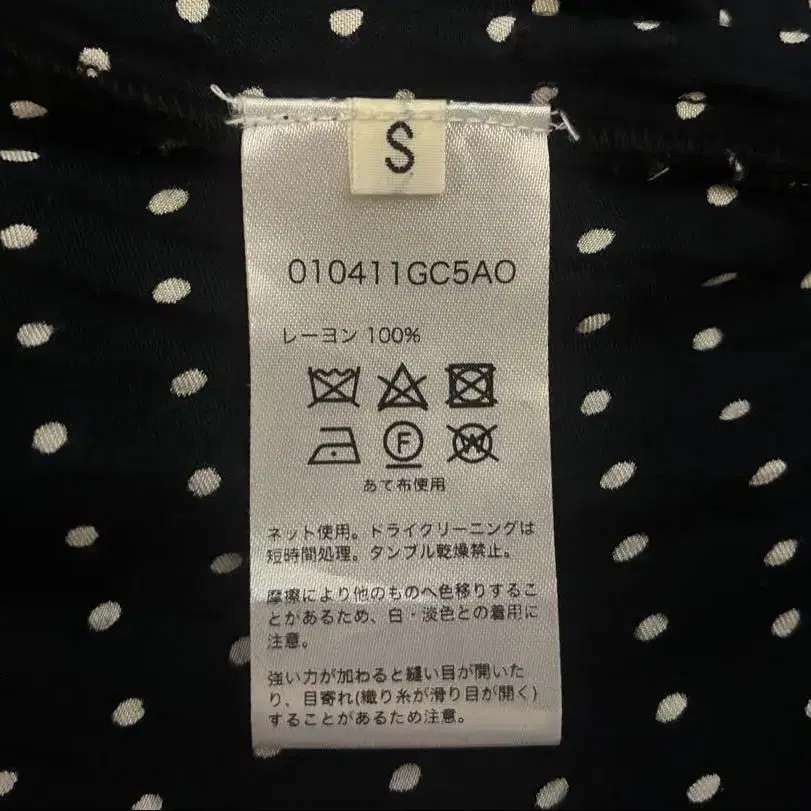 S
010411GC5AO
レーヨン 100%
F W
あて布使用
ネット使用。ドライクリーニングは
短時間処理。タンブル乾燥禁止。
摩擦により他のものへ色移りするこ
とがあるため、白・淡色との着用に
注意。
強い力が加わると縫い目が開いた
り、目寄れ(織り糸が滑り目が開く)
することがあるため注意。